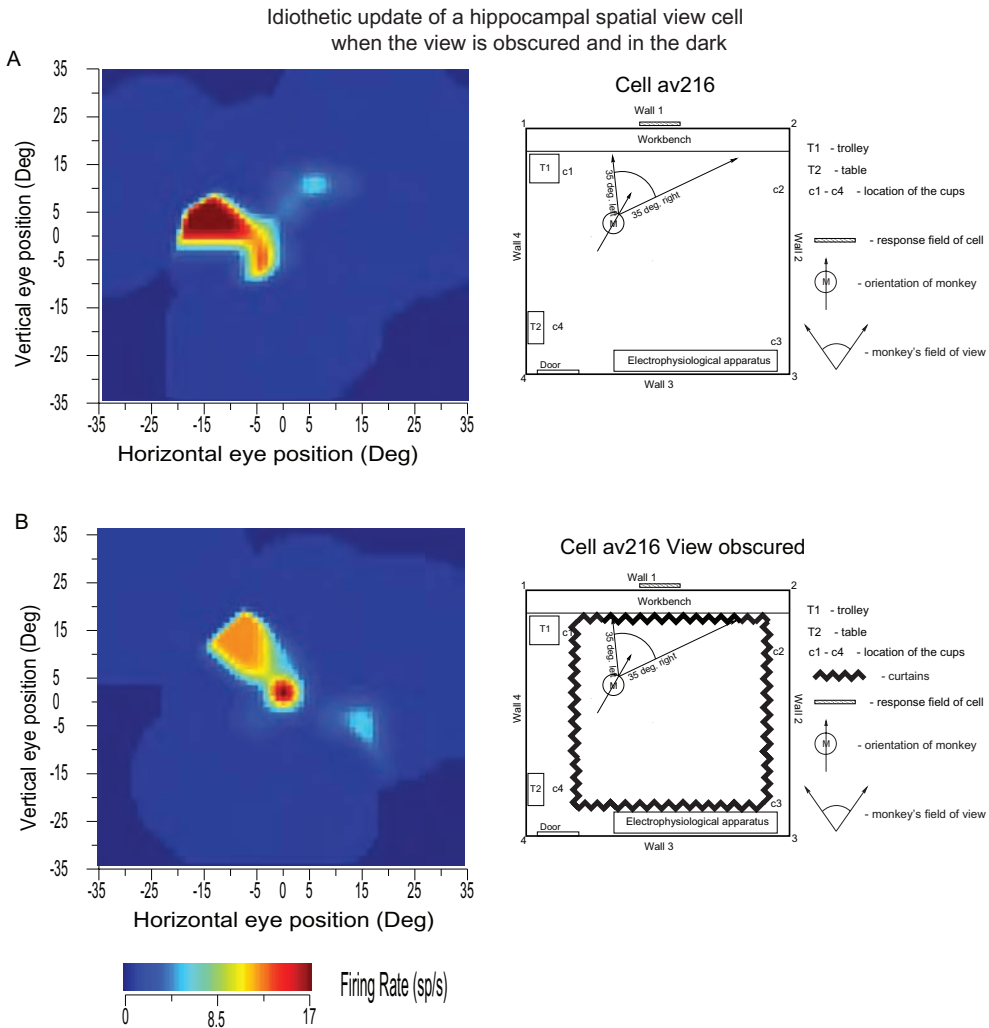 Idiothetic update of a hippocampal spatial view cell
when the view is obscured and in the dark
A
35
25
15
5
0
-5
-15
-25
-35
Vertical eye position (Deg)
-35 -25 -15 -5 0 5 15 25 35
Horizontal eye position (Deg)
Cell av216
Wall 1
1 2
Workbench
T1 c1
c2
35 deg. left
35 deg. right
M
Wall 4
Wall 2
T2 c4
c3
Electrophysiological apparatus
Door
4 3
Wall 3
T1 - trolley
T2 - table
c1 - c4 - location of the cups
- response field of cell
M - orientation of monkey
- monkey's field of view
B
35
25
15
5
0
-5
-15
-25
-35
Vertical eye position (Deg)
-35 -25 -15 -5 0 5 15 25 35
Horizontal eye position (Deg)
Cell av216 View obscured
Wall 1
1 2
Workbench
T1 c1
c2
35 deg. left
35 deg. right
M
Wall 4
Wall 2
T2 c4
c3
Electrophysiological apparatus
Door
4 3
Wall 3
T1 - trolley
T2 - table
c1 - c4 - location of the cups
- curtains
- response field of cell
M - orientation of monkey
- monkey's field of view
0 8.5 17
Firing Rate (sp/s)